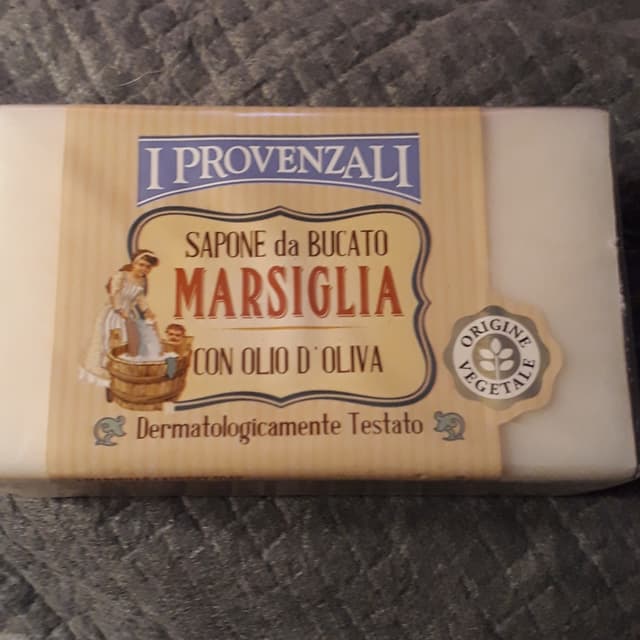 I PROVENZALI
SAPONE da BUCATO
MARSIGLIA
CON OLIO D'OLIVA
ORIGINE
VEGETALE
Dermatologicamente Testato